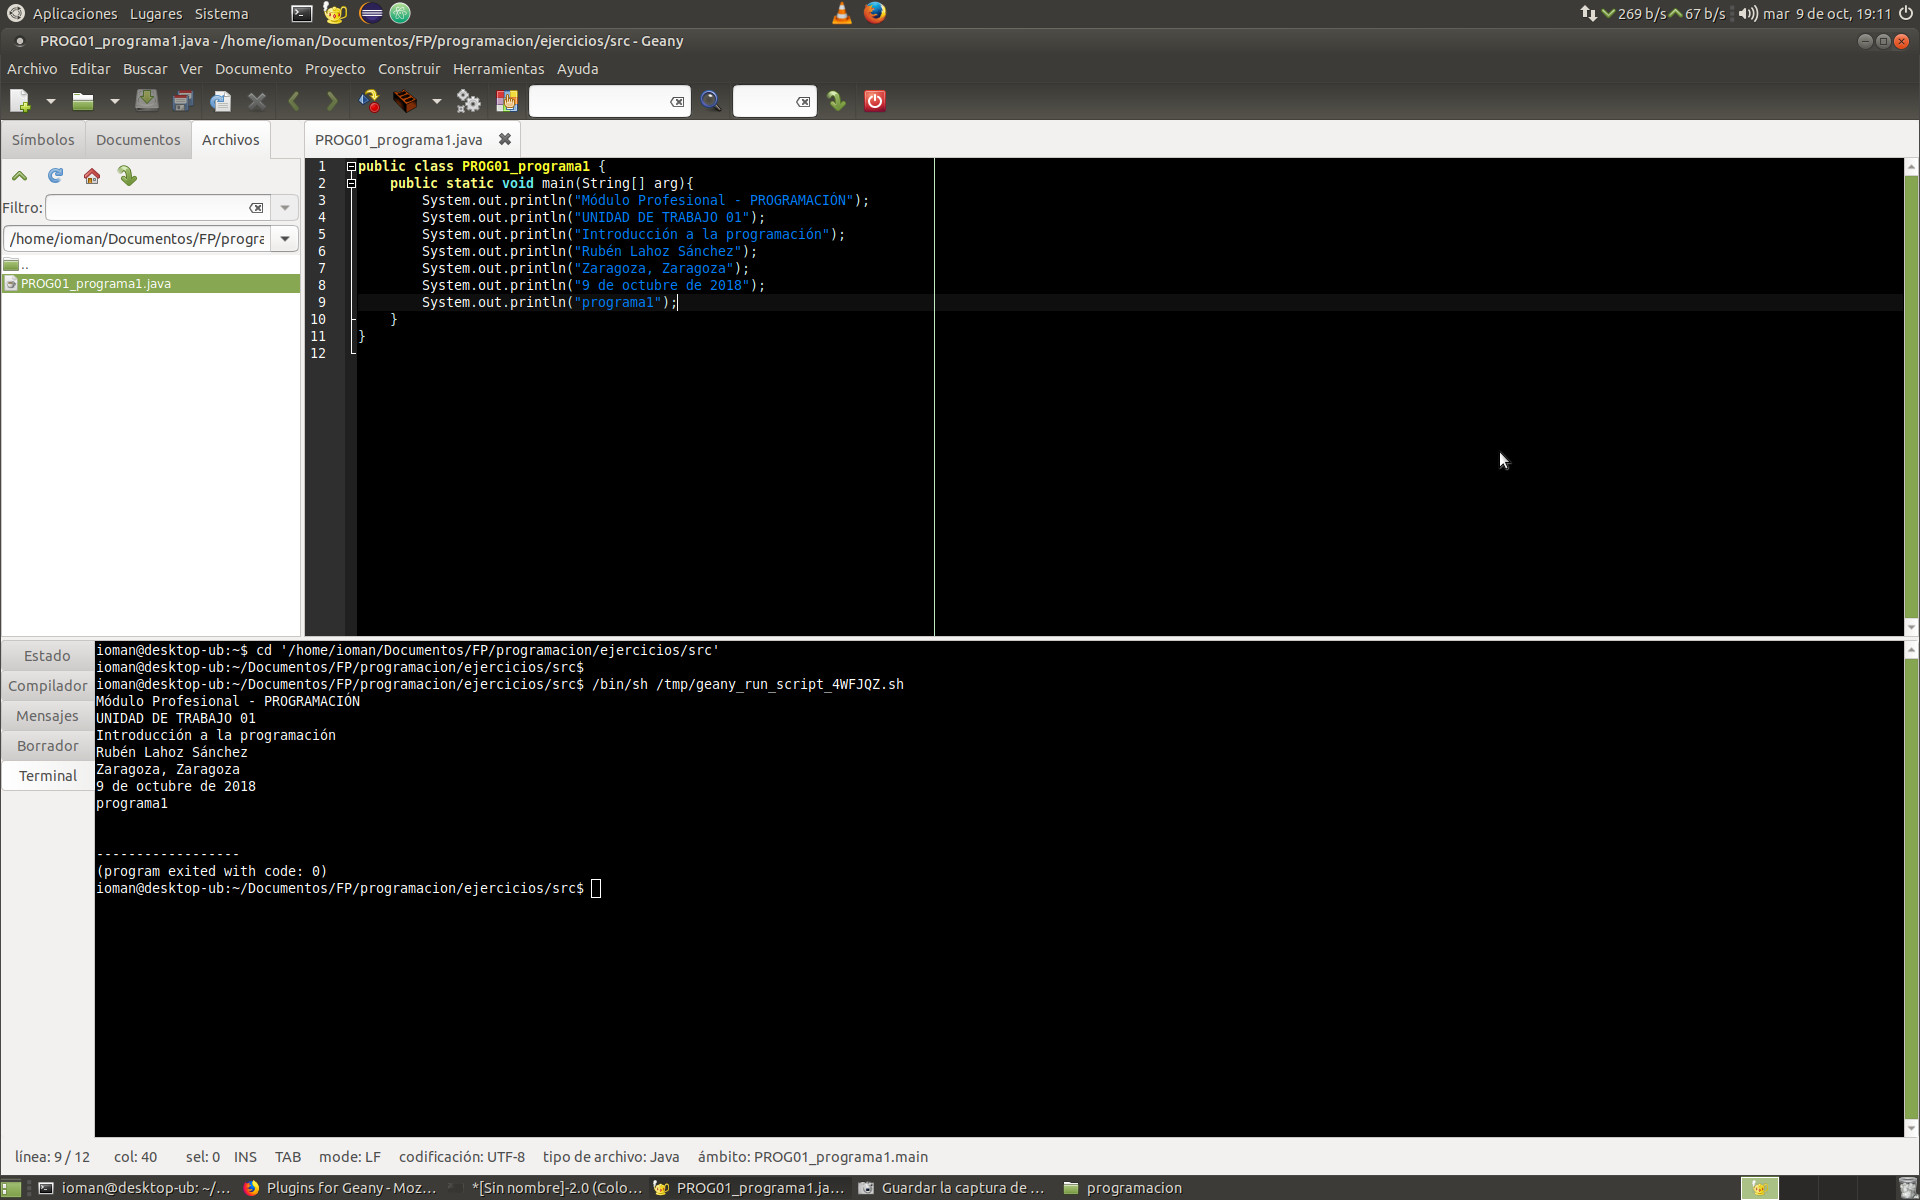 Aplicaciones Lugares Sistema
269 b/s 67 b/s mar 9 de oct, 19:11
PROG01_programa1.java - /home/ioman/Documentos/FP/programacion/ejercicios/src - Geany
Archivo Editar Buscar Ver Documento Proyecto Construir Herramientas Ayuda
Símbolos Documentos Archivos
PROG01_programa1.java
Filtro:
/home/ioman/Documentos/FP/progra
..
PROG01_programa1.java
1 public class PROG01_programa1 {
2     public static void main(String[] arg){
3         System.out.println("Módulo Profesional - PROGRAMACIÓN");
4         System.out.println("UNIDAD DE TRABAJO 01");
5         System.out.println("Introducción a la programación");
6         System.out.println("Rubén Lahoz Sánchez");
7         System.out.println("Zaragoza, Zaragoza");
8         System.out.println("9 de octubre de 2018");
9         System.out.println("programa1");
10     }
11 }
12
Estado
Compilador
Mensajes
Borrador
Terminal
ioman@desktop-ub:~$ cd '/home/ioman/Documentos/FP/programacion/ejercicios/src'
ioman@desktop-ub:~/Documentos/FP/programacion/ejercicios/src$
ioman@desktop-ub:~/Documentos/FP/programacion/ejercicios/src$ /bin/sh /tmp/geany_run_script_4WFJQZ.sh
Módulo Profesional - PROGRAMACIÓN
UNIDAD DE TRABAJO 01
Introducción a la programación
Rubén Lahoz Sánchez
Zaragoza, Zaragoza
9 de octubre de 2018
programa1
------------------
(program exited with code: 0)
ioman@desktop-ub:~/Documentos/FP/programacion/ejercicios/src$
línea: 9 / 12 col: 40 sel: 0 INS TAB mode: LF codificación: UTF-8 tipo de archivo: Java ámbito: PROG01_programa1.main
ioman@desktop-ub: ~/... Plugins for Geany - Moz... *[Sin nombre]-2.0 (Colo... PROG01_programa1.ja... Guardar la captura de ... programacion